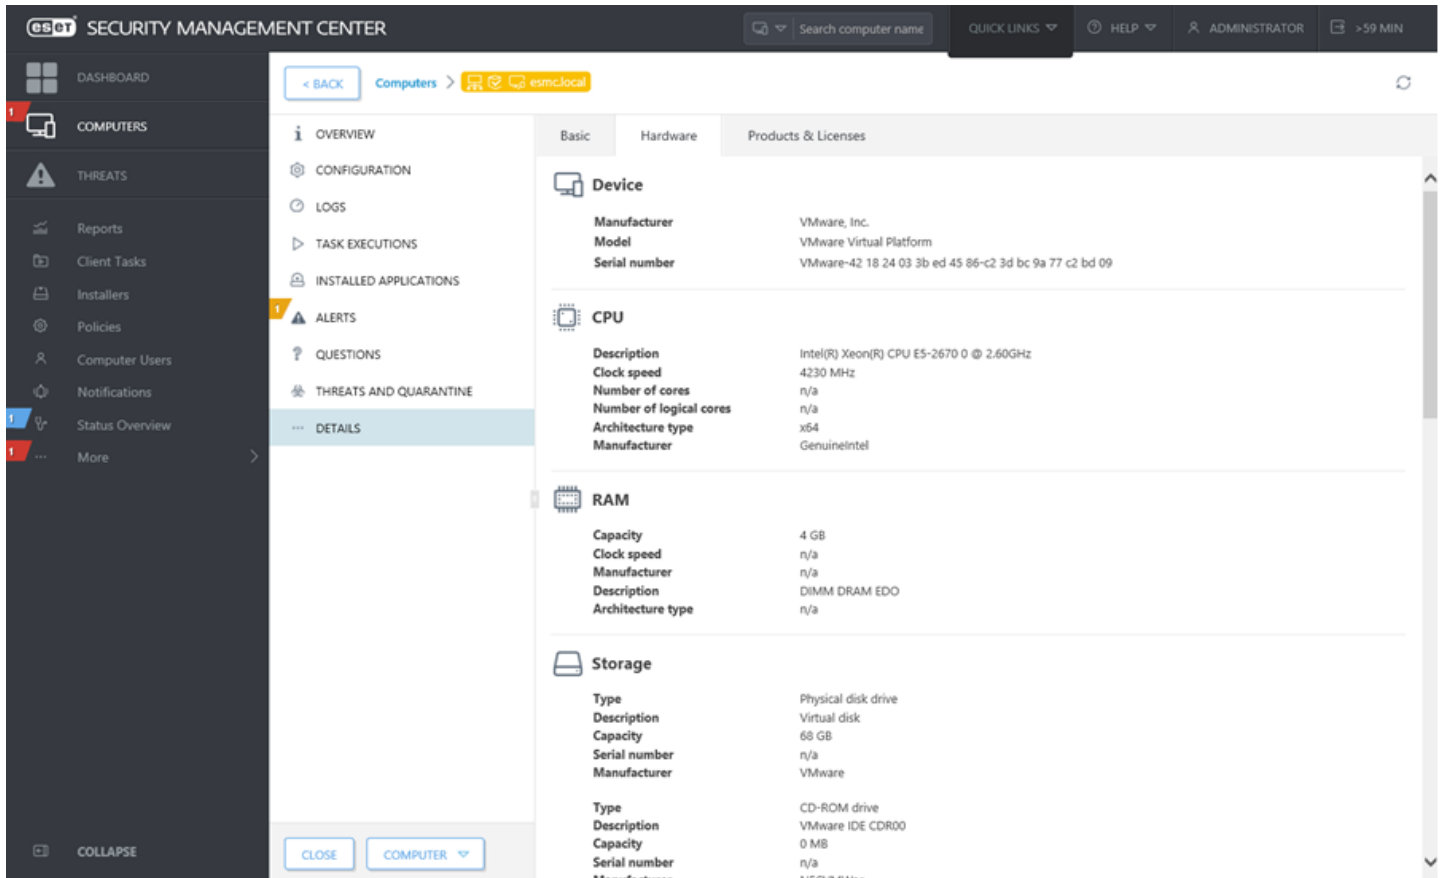 eset SECURITY MANAGEMENT CENTER
Search computer name
QUICK LINKS
HELP
ADMINISTRATOR
>59 MIN
DASHBOARD
1
COMPUTERS
THREATS
Reports
Client Tasks
Installers
Policies
Computer Users
Notifications
1
Status Overview
1
More
COLLAPSE
< BACK
Computers > esmc.local
OVERVIEW
CONFIGURATION
LOGS
TASK EXECUTIONS
INSTALLED APPLICATIONS
1
ALERTS
QUESTIONS
THREATS AND QUARANTINE
DETAILS
CLOSE
COMPUTER
Basic
Hardware
Products & Licenses
Device
Manufacturer VMware, Inc.
Model VMware Virtual Platform
Serial number VMware-42 18 24 03 3b ed 45 86-c2 3d bc 9a 77 c2 bd 09
CPU
Description Intel(R) Xeon(R) CPU E5-2670 0 @ 2.60GHz
Clock speed 4230 MHz
Number of cores n/a
Number of logical cores n/a
Architecture type x64
Manufacturer GenuineIntel
RAM
Capacity 4 GB
Clock speed n/a
Manufacturer n/a
Description DIMM DRAM EDO
Architecture type n/a
Storage
Type Physical disk drive
Description Virtual disk
Capacity 68 GB
Serial number n/a
Manufacturer VMware
Type CD-ROM drive
Description VMware IDE CDR00
Capacity 0 MB
Serial number n/a